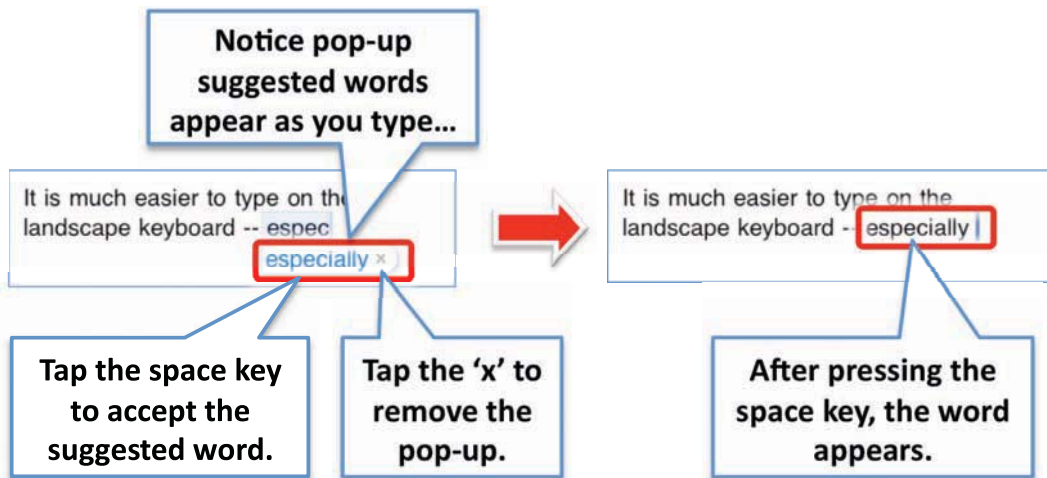 Notice pop-up
suggested words
appear as you type…
It is much easier to type on the
landscape keyboard -- espec
especially ×
It is much easier to type on the
landscape keyboard -- especially
Tap the space key
to accept the
suggested word.
Tap the ‘x’ to
remove the
pop-up.
After pressing the
space key, the word
appears.